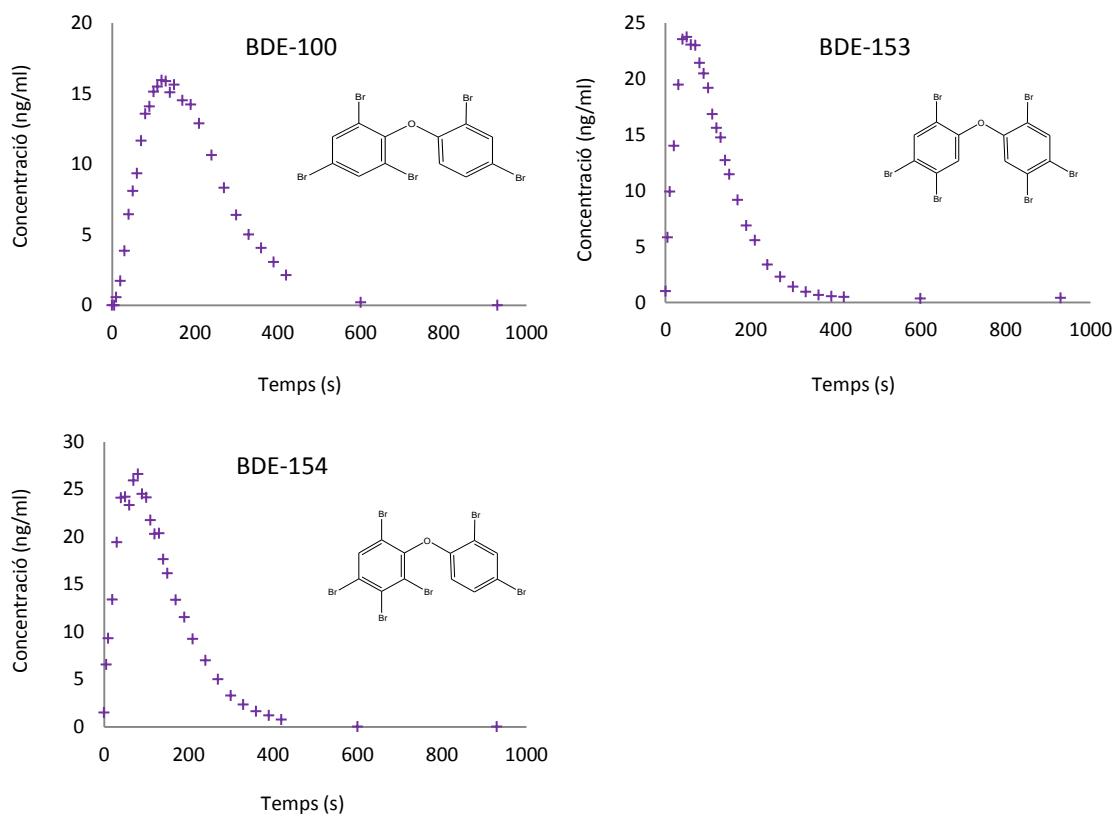 BDE-100
Concentració (ng/ml)
20
15
10
5
0
0 200 400 600 800 1000
Temps (s)
Br
Br
O
Br
Br
Br
BDE-153
Concentració (ng/ml)
25
20
15
10
5
0
0 200 400 600 800 1000
Temps (s)
Br
Br
O
Br
Br
Br
Br
BDE-154
Concentració (ng/ml)
30
25
20
15
10
5
0
0 200 400 600 800 1000
Temps (s)
Br
Br
O
Br
Br
Br
Br